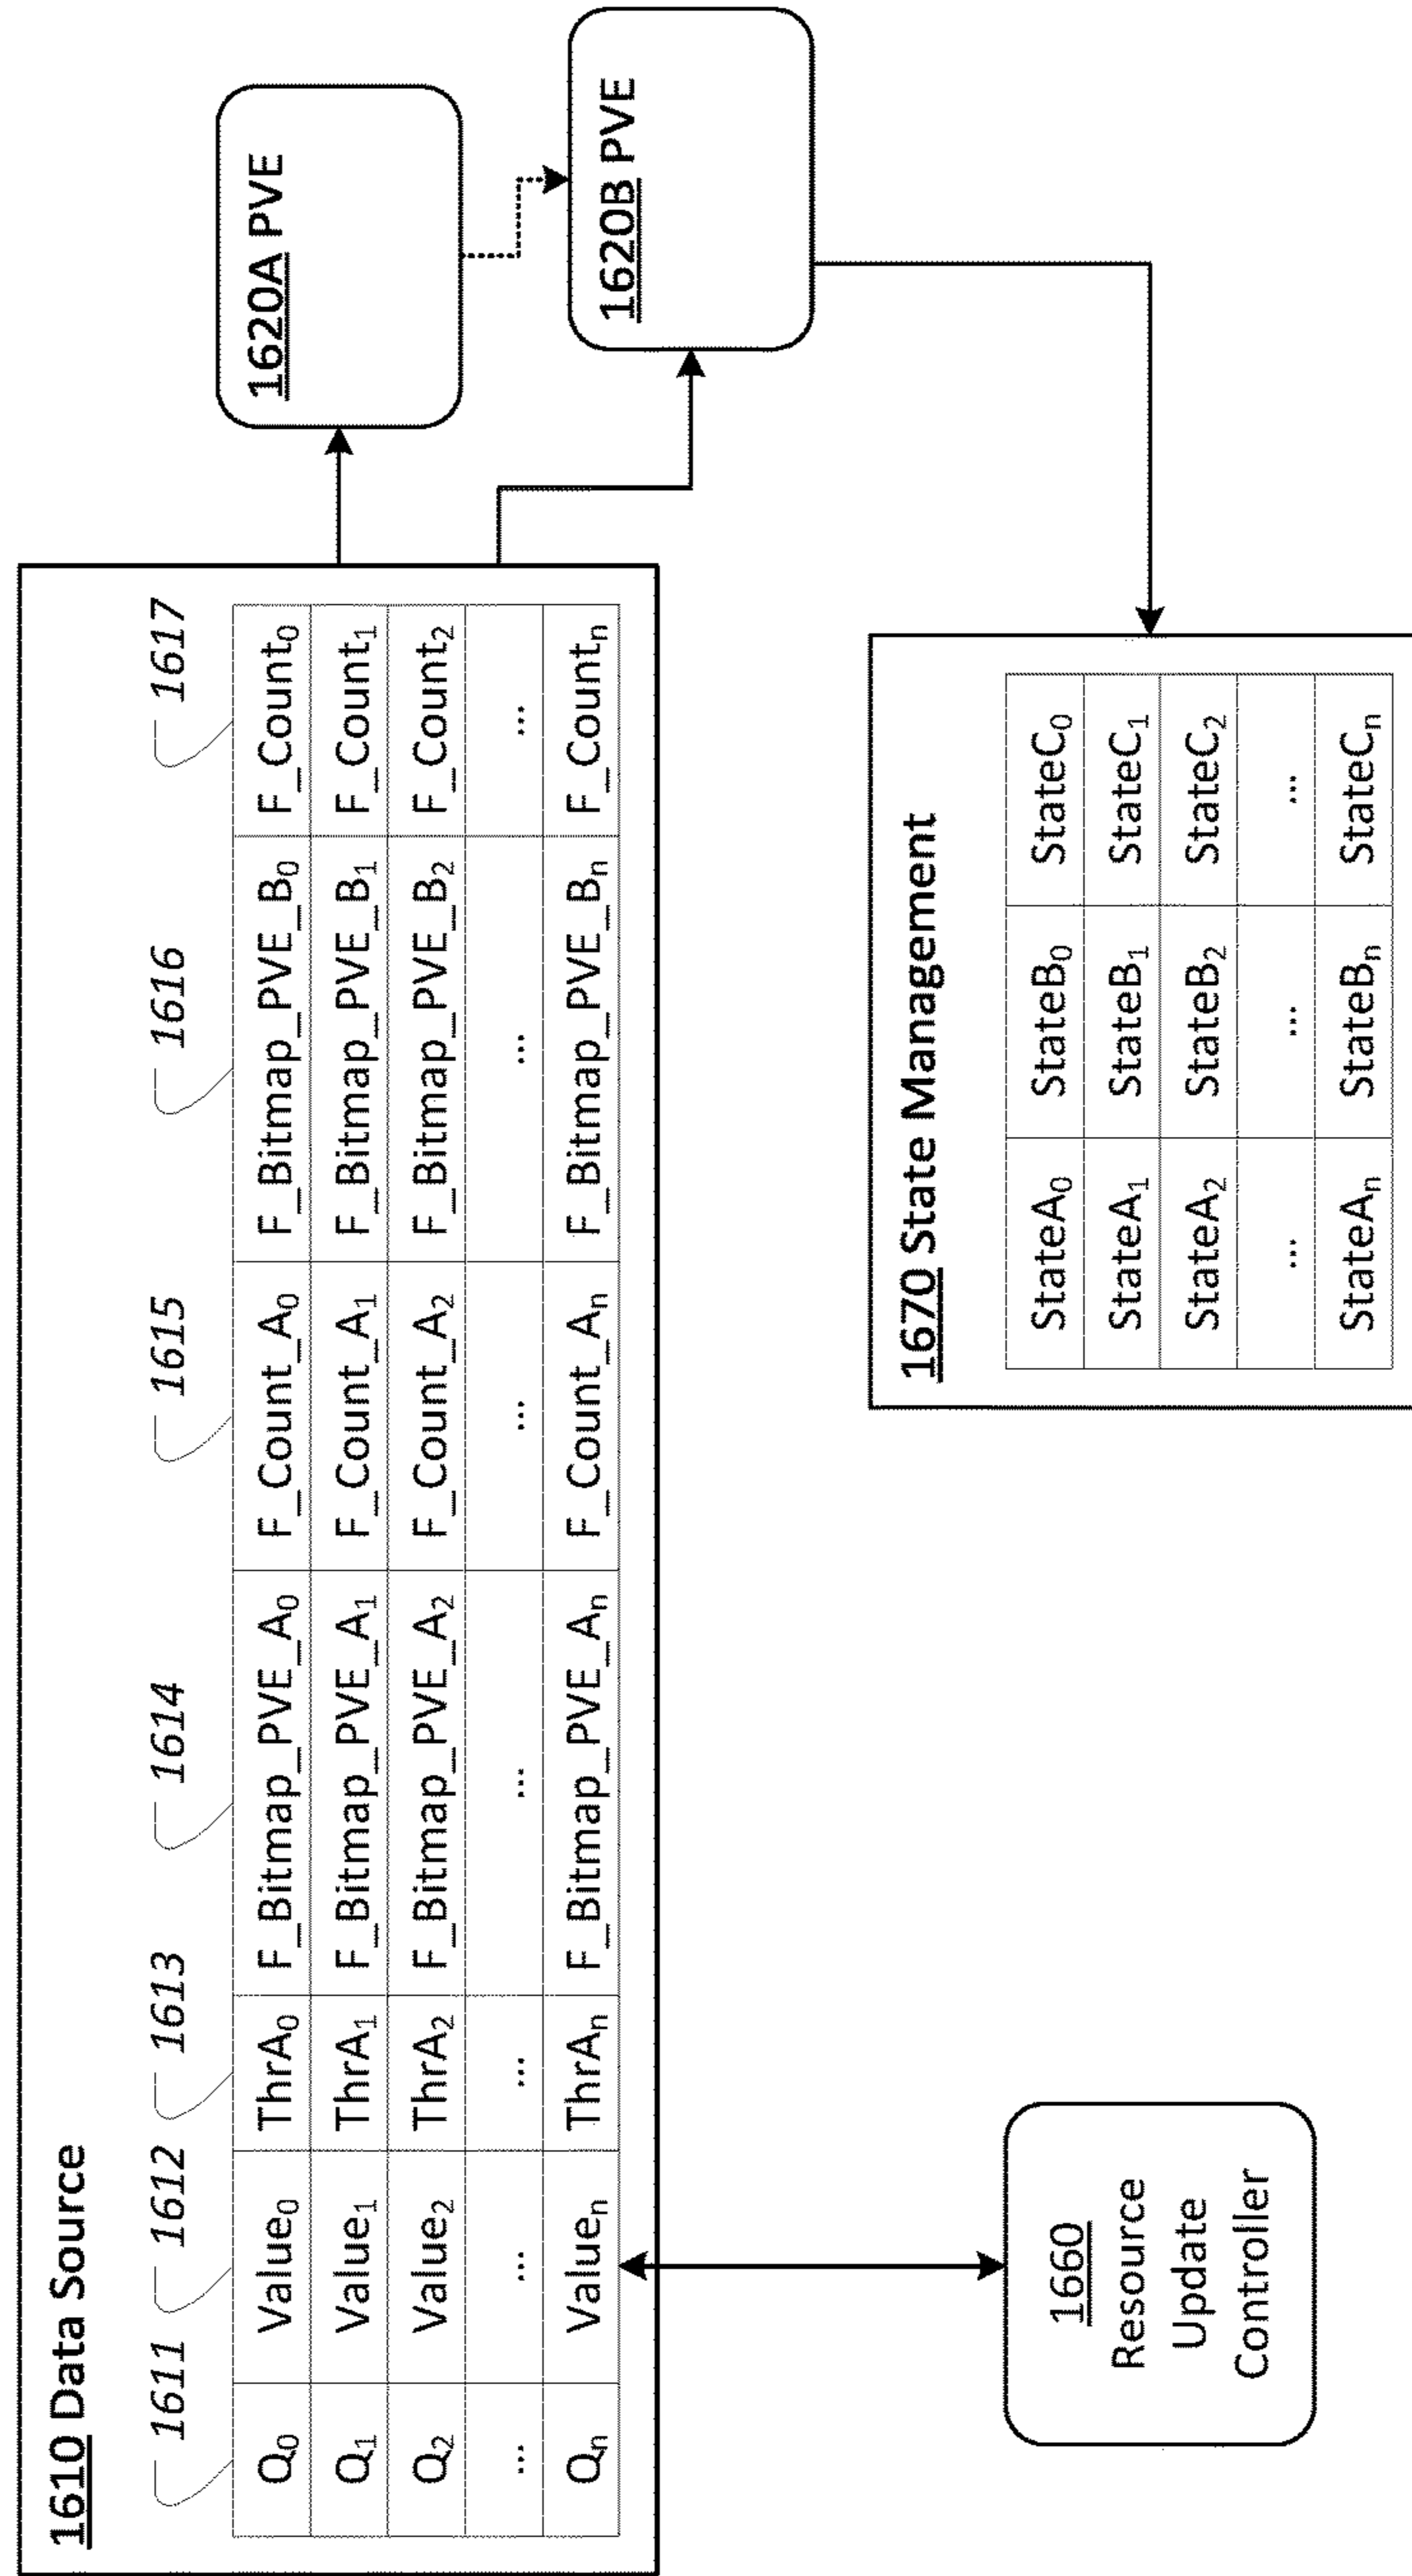 1610 Data Source
1611 1612 1613 1614 1615 1616 1617
Q₀ Value₀ ThrA₀ F_Bitmap_PVE_A₀ F_Count_A₀ F_Bitmap_PVE_B₀ F_Count₀
Q₁ Value₁ ThrA₁ F_Bitmap_PVE_A₁ F_Count_A₁ F_Bitmap_PVE_B₁ F_Count₁
Q₂ Value₂ ThrA₂ F_Bitmap_PVE_A₂ F_Count_A₂ F_Bitmap_PVE_B₂ F_Count₂
... ... ... ... ... ... ...
Qₙ Valueₙ ThrAₙ F_Bitmap_PVE_Aₙ F_Count_Aₙ F_Bitmap_PVE_Bₙ F_Countₙ
1620A PVE
1620B PVE
1660
Resource
Update
Controller
1670 State Management
StateA₀ StateB₀ StateC₀
StateA₁ StateB₁ StateC₁
StateA₂ StateB₂ StateC₂
... ... ...
StateAₙ StateBₙ StateCₙ